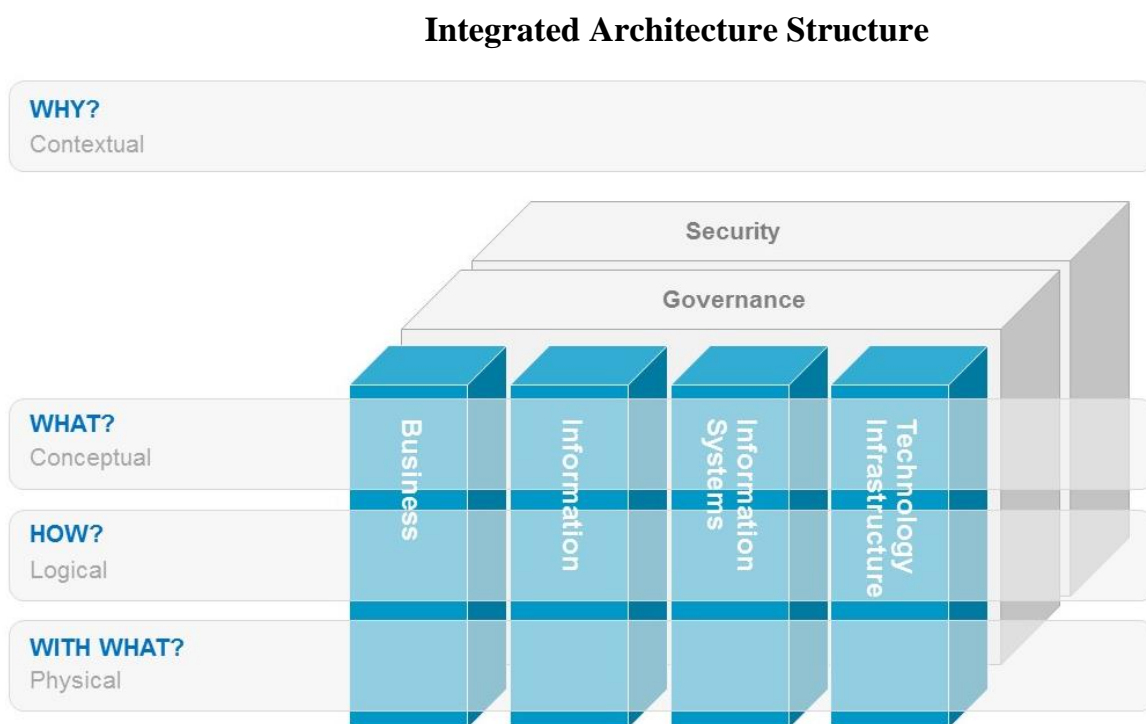 Integrated Architecture Structure
WHY?
Contextual
Security
Governance
WHAT?
Conceptual
HOW?
Logical
WITH WHAT?
Physical
Business
Information
Information
Systems
Technology
Infrastructure